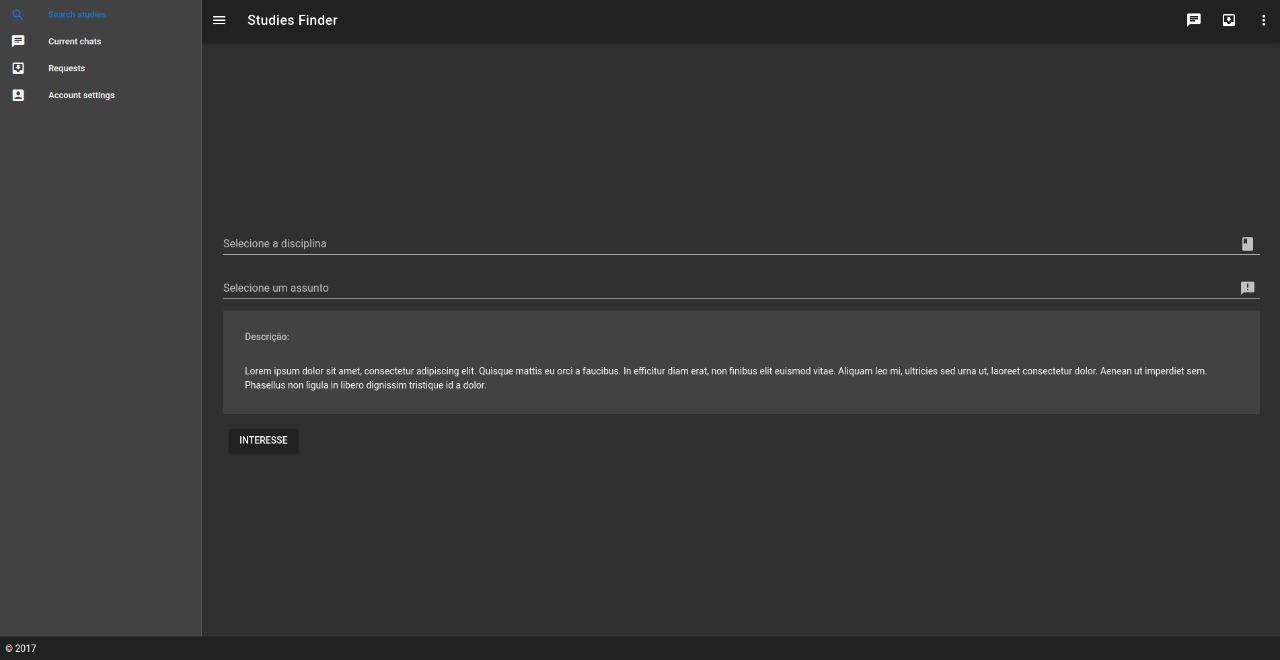 Search studies
Current chats
Requests
Account settings
Studies Finder
Selecione a disciplina
Selecione um assunto
Descrição:
Lorem ipsum dolor sit amet, consectetur adipiscing elit. Quisque mattis eu orci a faucibus. In efficitur diam erat, non finibus elit euismod vitae. Aliquam leo mi, ultricies sed urna ut, laoreet consectetur dolor. Aenean ut imperdiet sem.
Phasellus non ligula in libero dignissim tristique id a dolor.
INTERESSE
© 2017